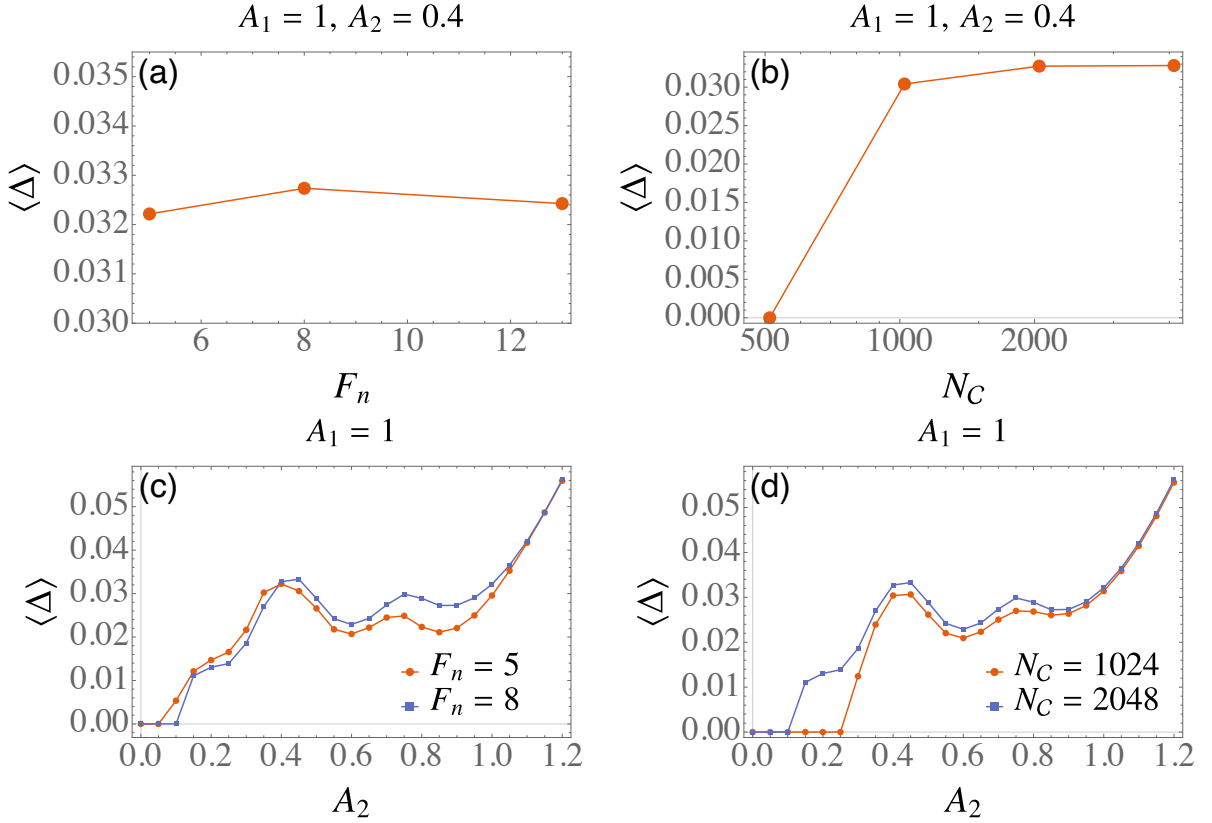 A₁ = 1, A₂ = 0.4
(a)
0.035
0.034
0.033
0.032
0.031
0.030
⟨Δ⟩
6 8 10 12
Fₙ
A₁ = 1, A₂ = 0.4
(b)
0.030
0.025
0.020
0.015
0.010
0.005
0.000
⟨Δ⟩
500 1000 2000
N_C
A₁ = 1
(c)
0.05
0.04
0.03
0.02
0.01
0.00
⟨Δ⟩
Fₙ = 5
Fₙ = 8
0.0 0.2 0.4 0.6 0.8 1.0 1.2
A₂
A₁ = 1
(d)
0.05
0.04
0.03
0.02
0.01
0.00
⟨Δ⟩
N_C = 1024
N_C = 2048
0.0 0.2 0.4 0.6 0.8 1.0 1.2
A₂